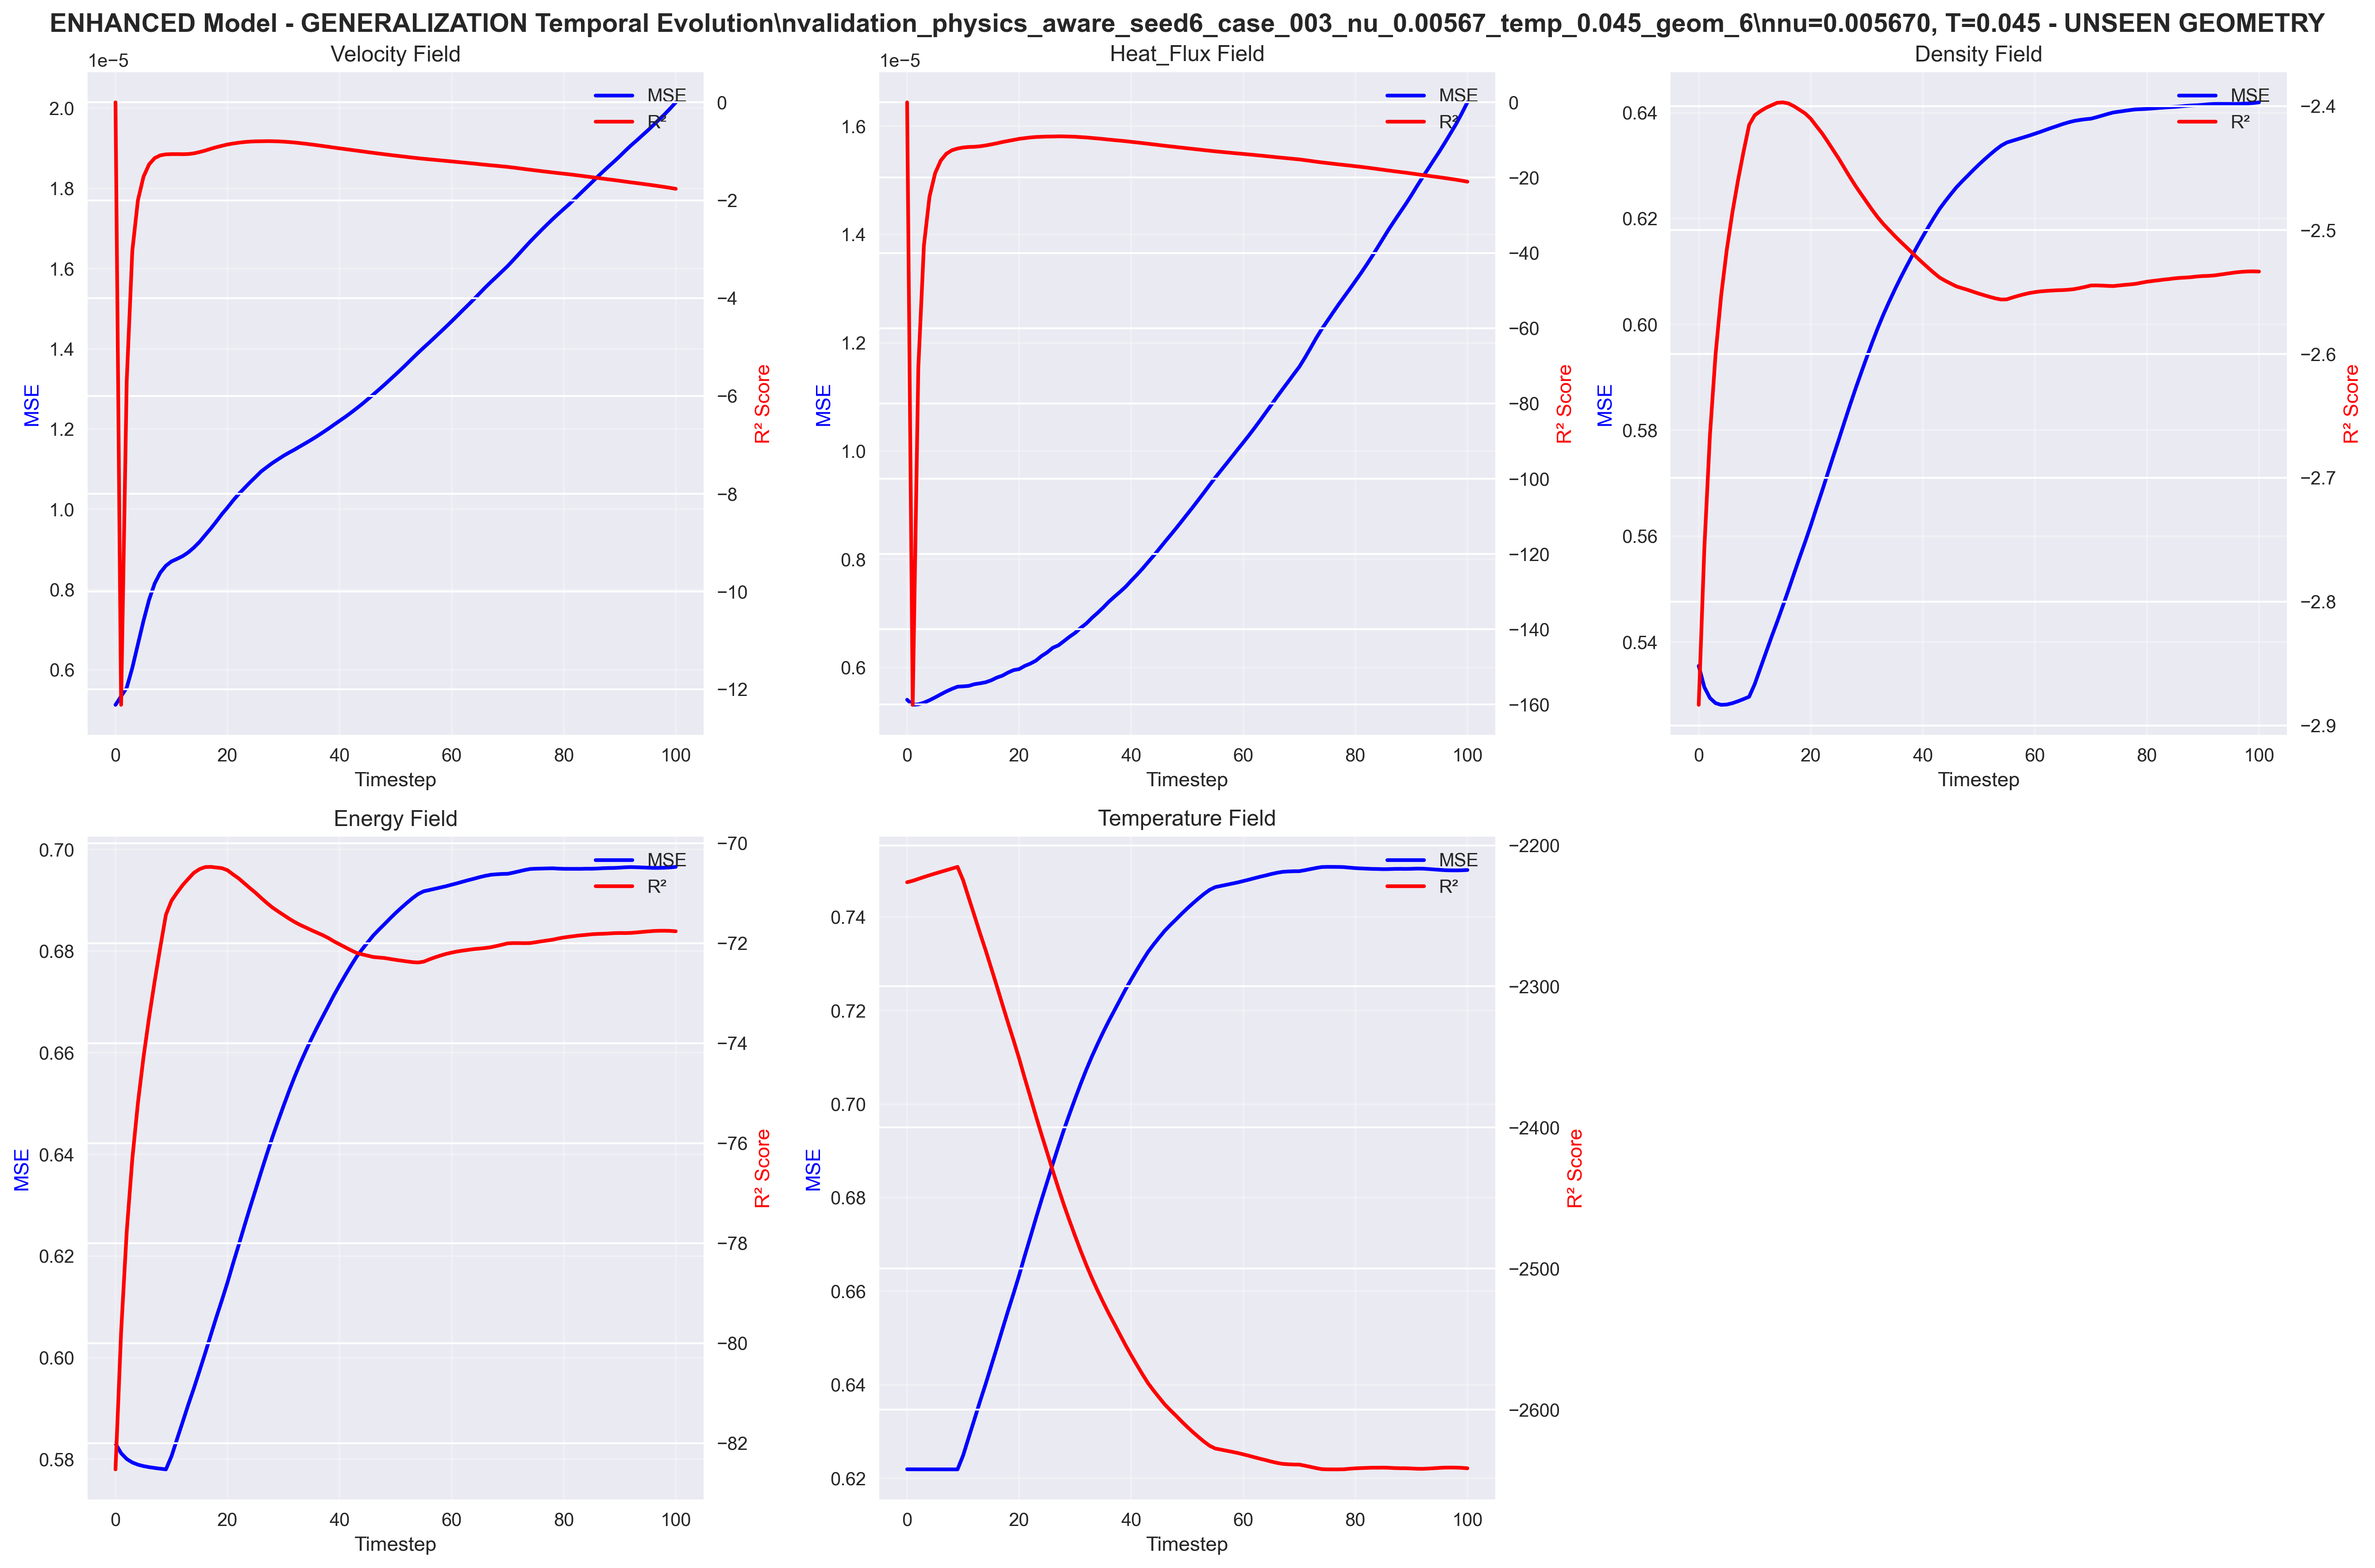 ENHANCED Model - GENERALIZATION Temporal Evolution\nvalidation_physics_aware_seed6_case_003_nu_0.00567_temp_0.045_geom_6\nnu=0.005670, T=0.045 - UNSEEN GEOMETRY
Velocity Field
1e−5
2.0
1.8
1.6
1.4
1.2
1.0
0.8
0.6
MSE
0
−2
−4
−6
−8
−10
−12
R² Score
MSE
R²
0 20 40 60 80 100
Timestep
Heat_Flux Field
1e−5
1.6
1.4
1.2
1.0
0.8
0.6
MSE
0
−20
−40
−60
−80
−100
−120
−140
−160
R² Score
MSE
R²
0 20 40 60 80 100
Timestep
Density Field
0.64
0.62
0.60
0.58
0.56
0.54
MSE
−2.4
−2.5
−2.6
−2.7
−2.8
−2.9
R² Score
MSE
R²
0 20 40 60 80 100
Timestep
Energy Field
0.70
0.68
0.66
0.64
0.62
0.60
0.58
MSE
−70
−72
−74
−76
−78
−80
−82
R² Score
MSE
R²
0 20 40 60 80 100
Timestep
Temperature Field
0.74
0.72
0.70
0.68
0.66
0.64
0.62
MSE
−2200
−2300
−2400
−2500
−2600
R² Score
MSE
R²
0 20 40 60 80 100
Timestep